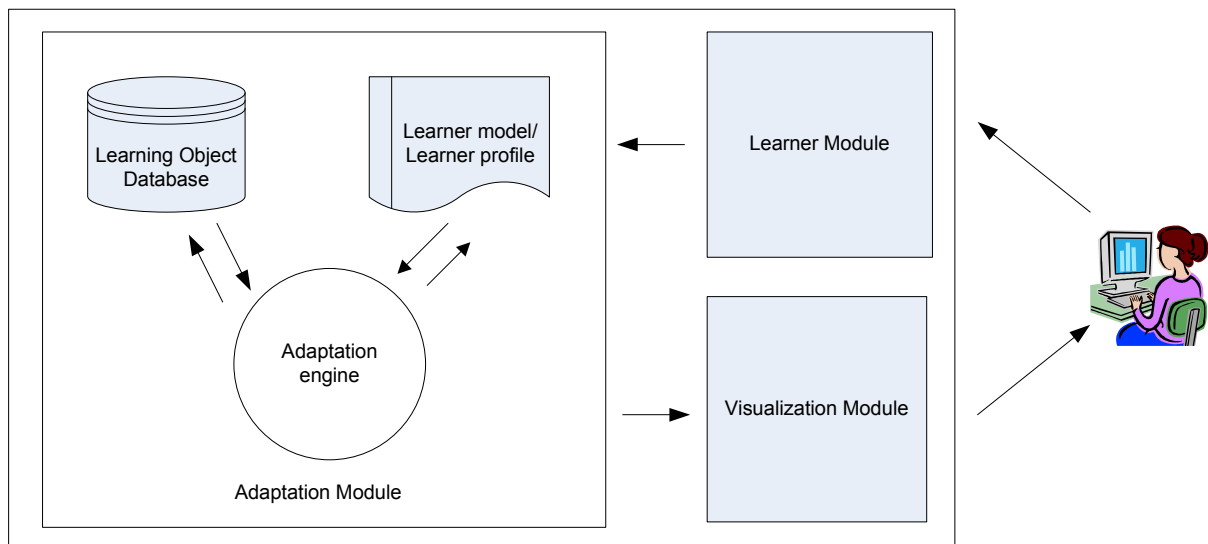 Learning Object
Database
Learner model/
Learner profile
Learner Module
Adaptation
engine
Visualization Module
Adaptation Module